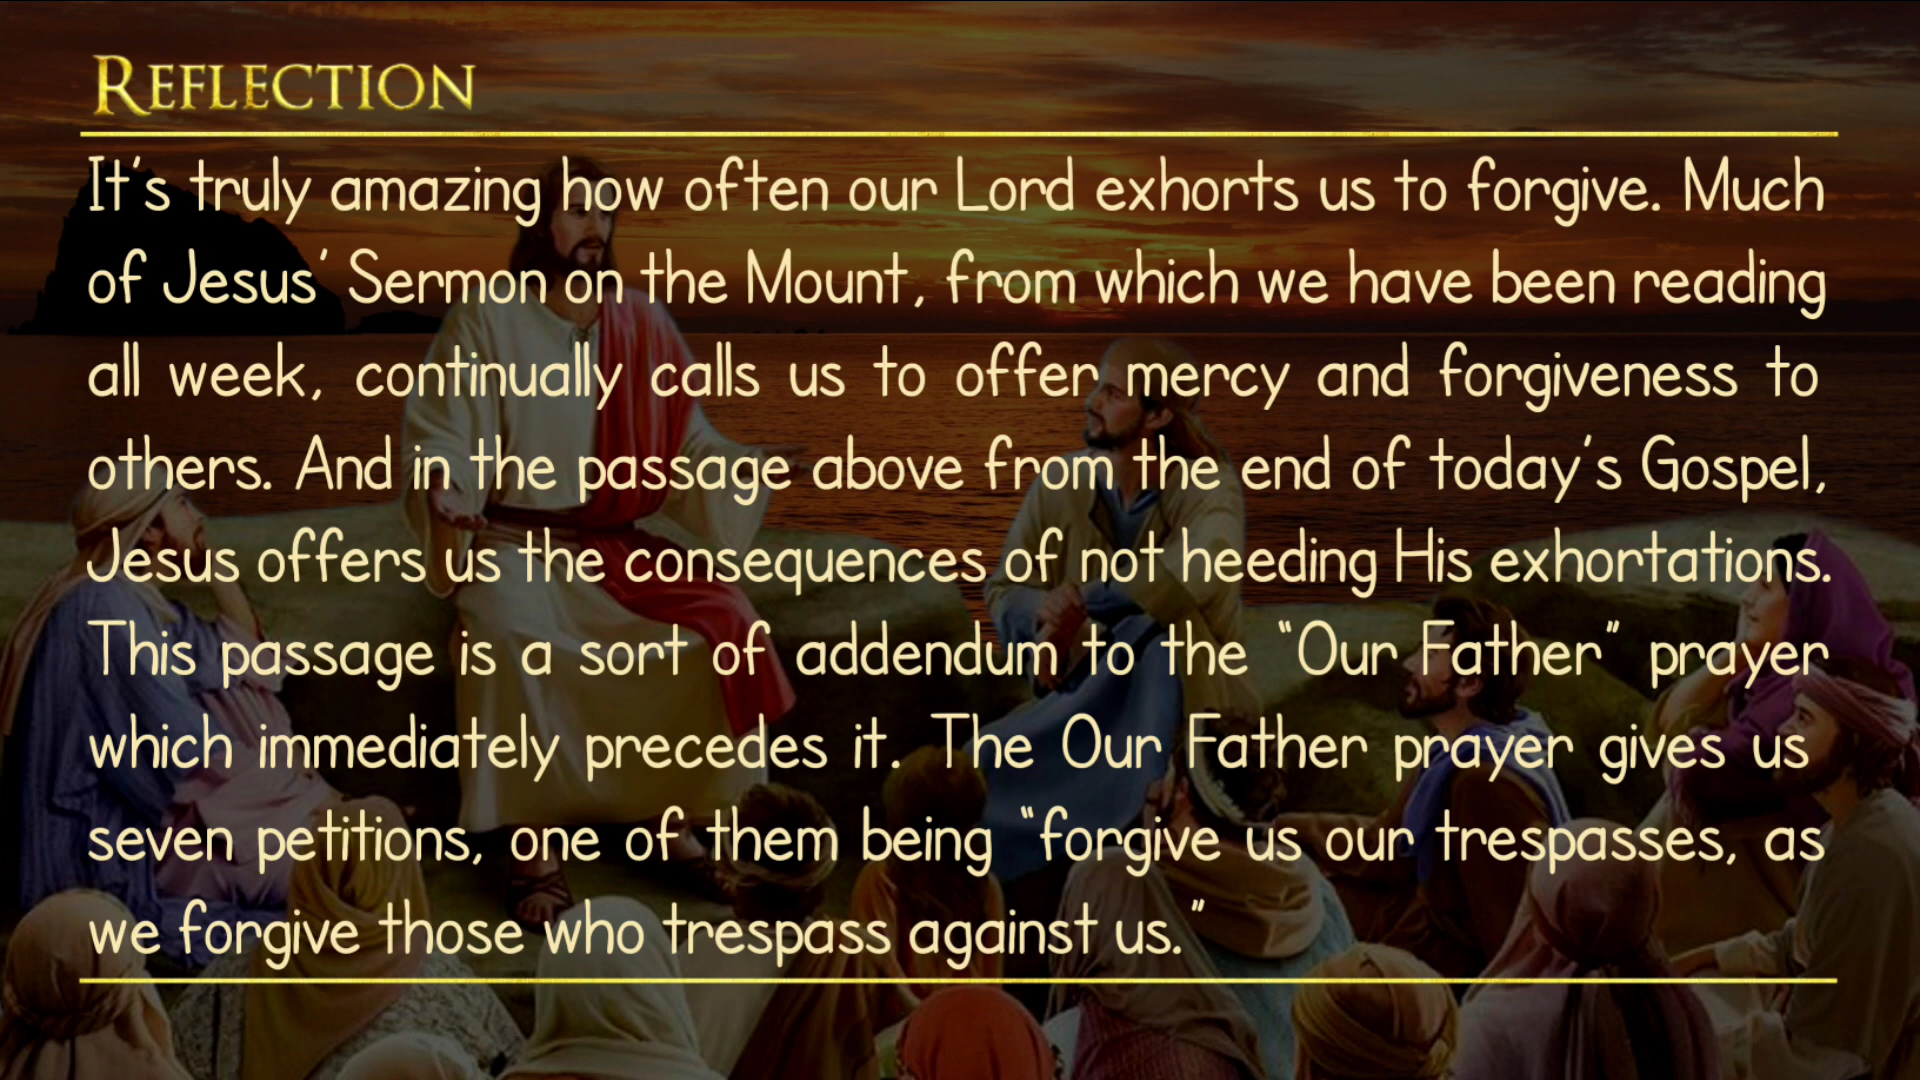 REFLECTION
It's truly amazing how often our Lord exhorts us to forgive. Much
of Jesus' Sermon on the Mount, from which we have been reading
all week, continually calls us to offer mercy and forgiveness to
others. And in the passage above from the end of today's Gospel,
Jesus offers us the consequences of not heeding His exhortations.
This passage is a sort of addendum to the "Our Father" prayer
which immediately precedes it. The Our Father prayer gives us
seven petitions, one of them being "forgive us our trespasses, as
we forgive those who trespass against us."